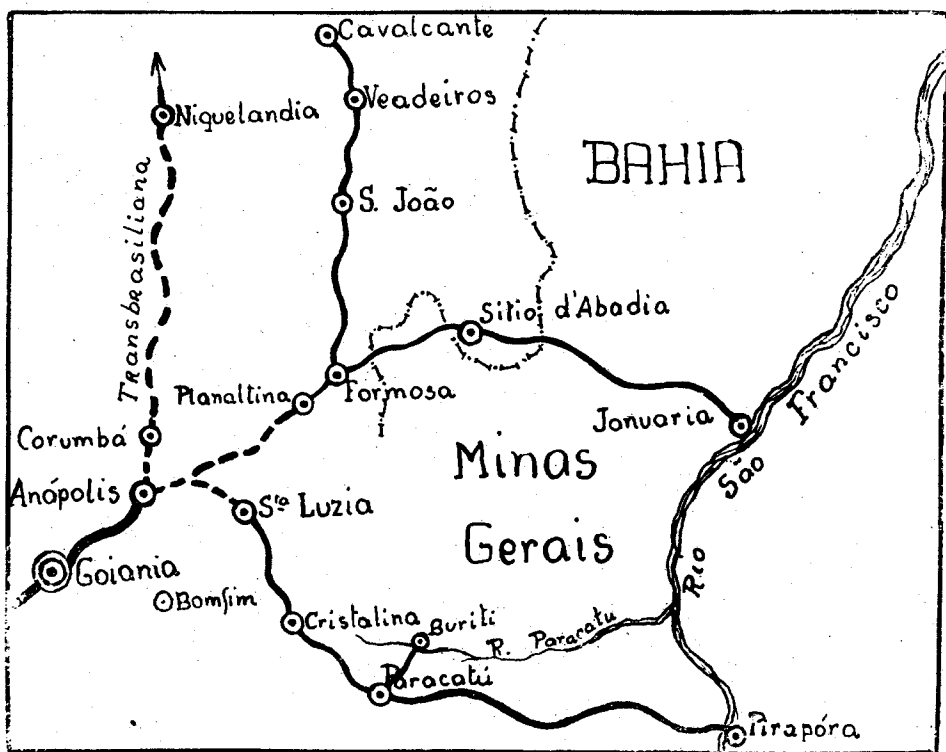 Cavalcante
Veadeiros
Niquelandia
BAHIA
TRANSBRASILIANA
S. João
Sitio d'Abadia
Francisco
Planaltina
Formosa
Januaria
Corumbá
Minas
São
Anópolis
Sta Luzia
Gerais
Rio
Goiania
Bomfim
Cristalina
Buriti
R. Paracatu
Paracatú
Pirapóra